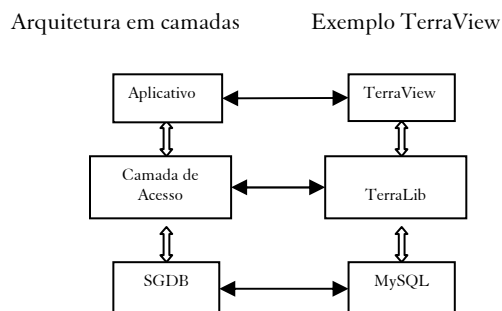 Arquitetura em camadas
Exemplo TerraView
Aplicativo
TerraView
Camada de
Acesso
TerraLib
SGDB
MySQL